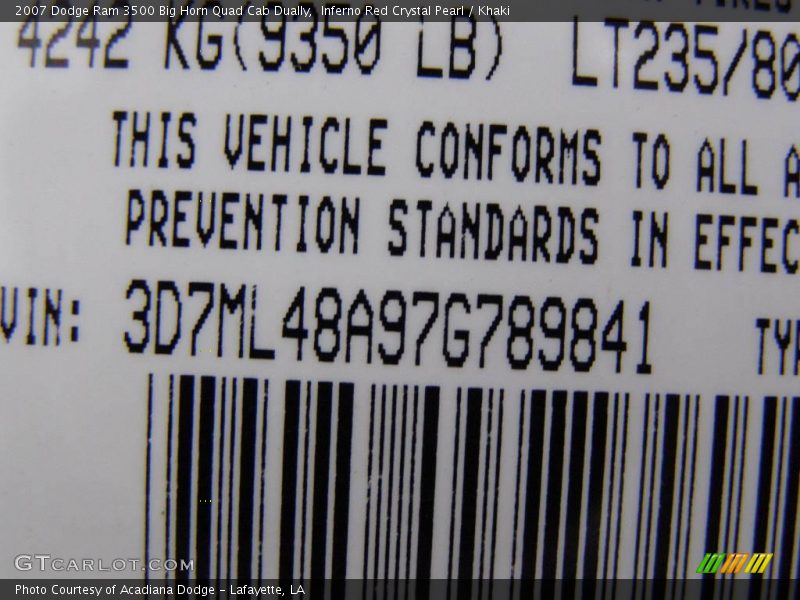 2007 Dodge Ram 3500 Big Horn Quad Cab Dually, Inferno Red Crystal Pearl / Khaki
4242 KG(9350 LB) LT235/80
THIS VEHICLE CONFORMS TO ALL A
PREVENTION STANDARDS IN EFFEC
VIN: 3D7ML48A97G789841 TYP
GTCARLOT.COM
Photo Courtesy of Acadiana Dodge - Lafayette, LA